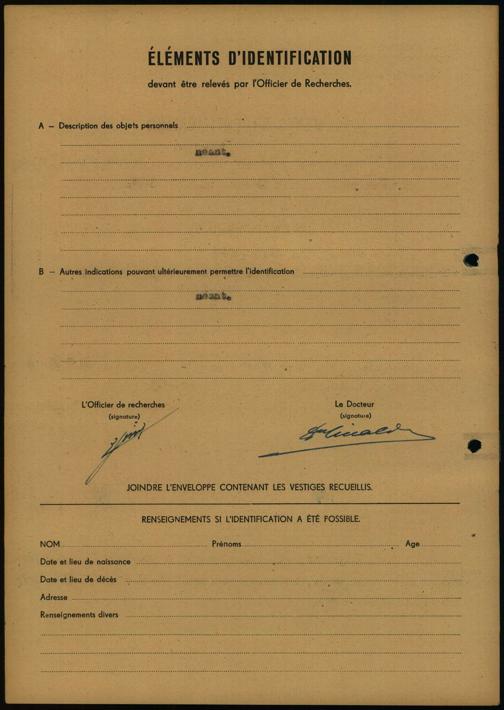 ÉLÉMENTS D'IDENTIFICATION
devant être relevés par l'Officier de Recherches.
A – Description des objets personnels
néant.
B – Autres indications pouvant ultérieurement permettre l'identification
néant.
L'Officier de recherches
(signature)
Le Docteur
(signature)
JOINDRE L'ENVELOPPE CONTENANT LES VESTIGES RECUEILLIS.
RENSEIGNEMENTS SI L'IDENTIFICATION A ÉTÉ POSSIBLE.
NOM Prénoms Age
Date et lieu de naissance
Date et lieu de décès
Adresse
Renseignements divers